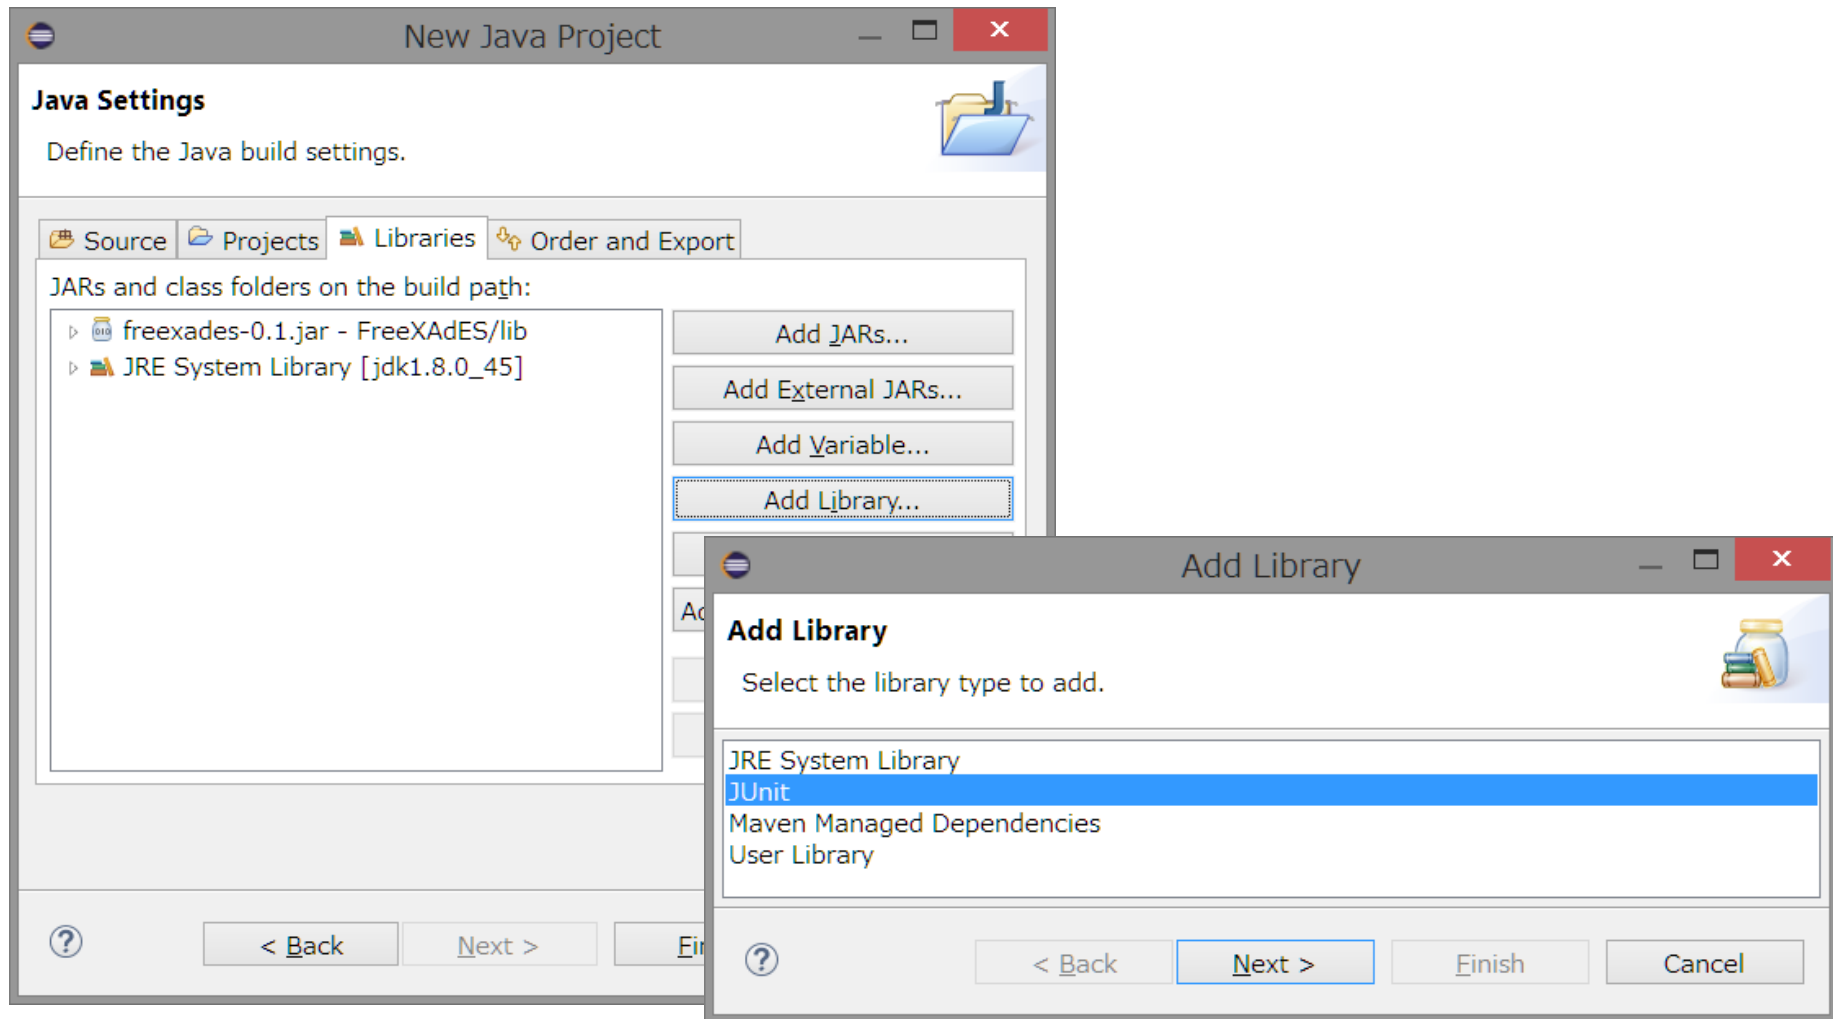 New Java Project
Java Settings
Define the Java build settings.
Source Projects Libraries Order and Export
JARs and class folders on the build path:
freexades-0.1.jar - FreeXAdES/lib
JRE System Library [jdk1.8.0_45]
Add JARs...
Add External JARs...
Add Variable...
Add Library...
< Back Next >
Add Library
Add Library
Select the library type to add.
JRE System Library
JUnit
Maven Managed Dependencies
User Library
< Back Next > Finish Cancel